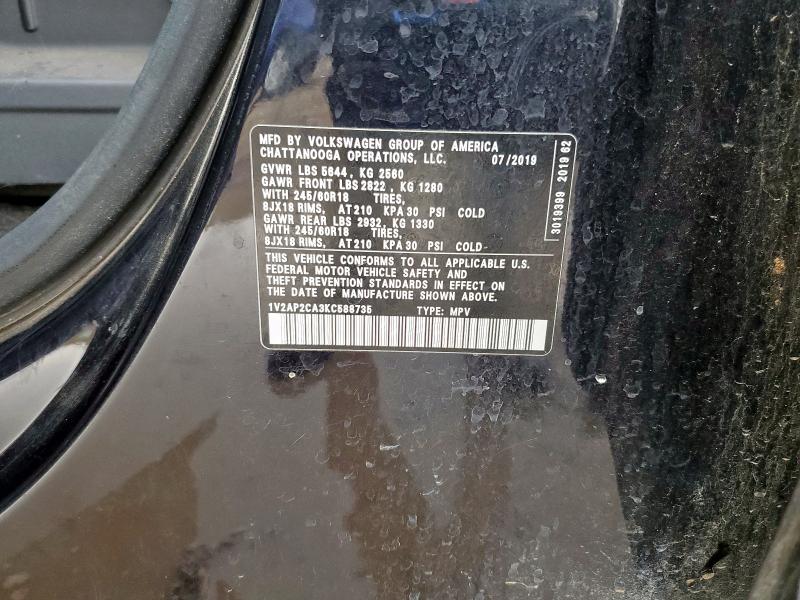 MFD BY VOLKSWAGEN GROUP OF AMERICA
CHATTANOOGA OPERATIONS, LLC. 07/2019
GVWR LBS 5644 , KG 2560
GAWR FRONT LBS 2822 , KG 1280
WITH 245/60R18 TIRES,
8JX18 RIMS, AT210 KPA 30 PSI COLD
GAWR REAR LBS 2932, KG 1330
WITH 245/60R18 TIRES,
8JX18 RIMS, AT210 KPA 30 PSI COLD
THIS VEHICLE CONFORMS TO ALL APPLICABLE U.S.
FEDERAL MOTOR VEHICLE SAFETY AND
THEFT PREVENTION STANDARDS IN EFFECT ON
THE DATE OF MANUFACTURE SHOWN ABOVE.
1V2AP2CA3KC588735 TYPE: MPV
3019399 2019 62